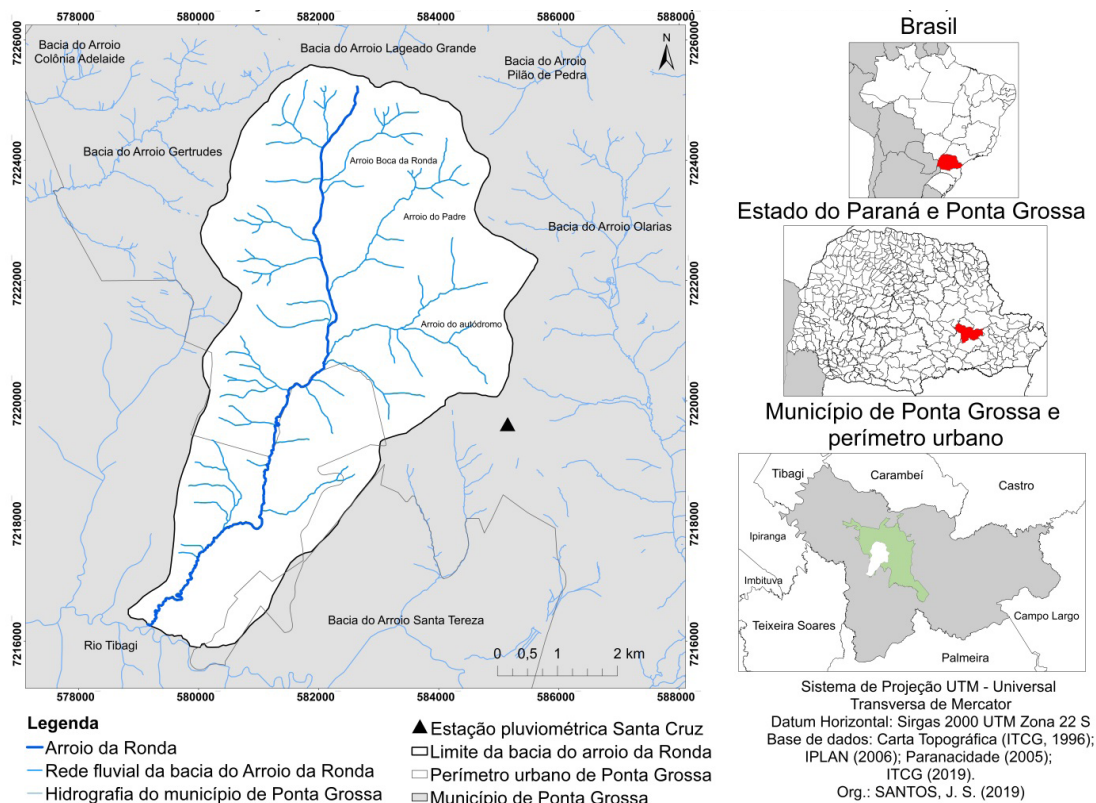 578000
580000
582000
584000
586000
588000
7226000
7224000
7222000
7220000
7218000
7216000
7226000
7224000
7222000
7220000
7218000
7216000
Bacia do Arroio
Colônia Adelaide
Bacia do Arroio Lageado Grande
Bacia do Arroio
Pilão de Pedra
N
Bacia do Arroio Gertrudes
Arroio Boca da Ronda
Arroio do Padre
Bacia do Arroio Olarias
Arroio do autódromo
Bacia do Arroio Santa Tereza
Rio Tibagi
0 0,5 1 2 km
578000
580000
582000
584000
586000
588000
Legenda
Arroio da Ronda
Rede fluvial da bacia do Arroio da Ronda
Hidrografia do município de Ponta Grossa
Estação pluviométrica Santa Cruz
Limite da bacia do arroio da Ronda
Perímetro urbano de Ponta Grossa
Município de Ponta Grossa
Brasil
Estado do Paraná e Ponta Grossa
Município de Ponta Grossa e
perímetro urbano
Tibagi
Carambeí
Castro
Ipiranga
Imbituva
Teixeira Soares
Campo Largo
Palmeira
Sistema de Projeção UTM - Universal
Transversa de Mercator
Datum Horizontal: Sirgas 2000 UTM Zona 22 S
Base de dados: Carta Topográfica (ITCG, 1996);
IPLAN (2006); Paranacidade (2005);
ITCG (2019).
Org.: SANTOS, J. S. (2019)